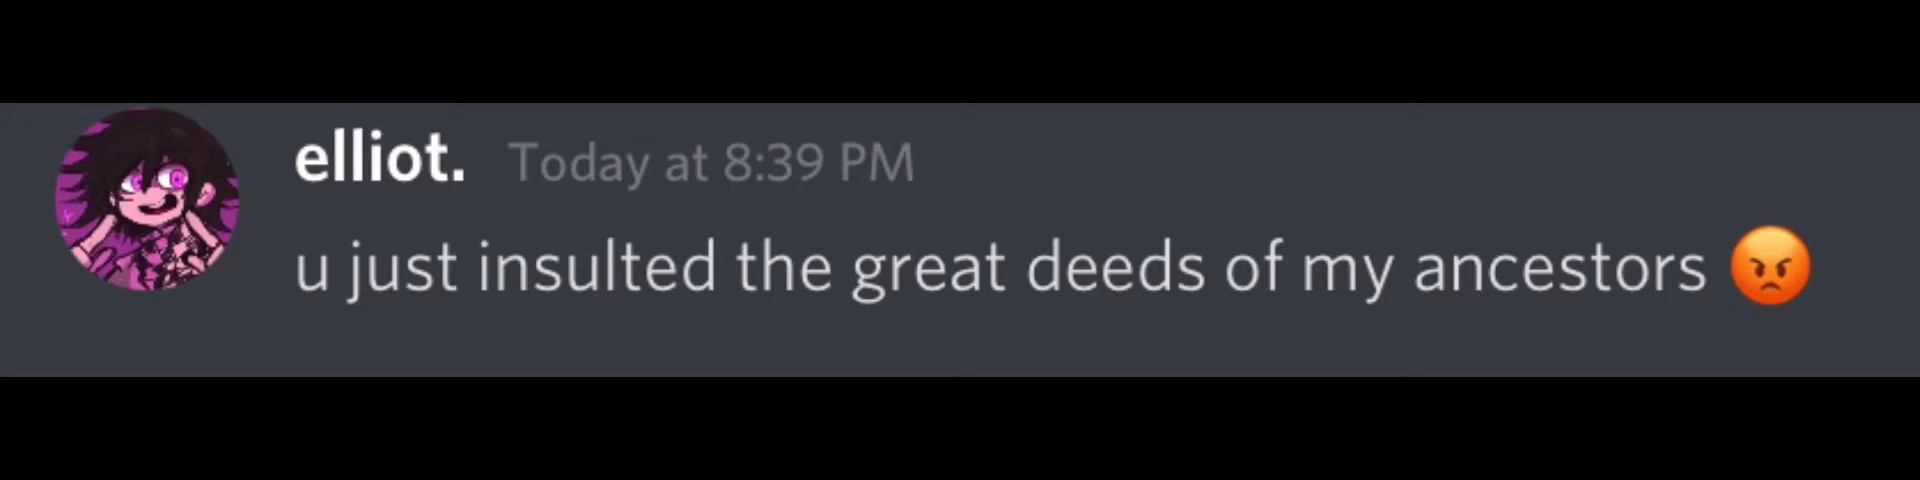 elliot. Today at 8:39 PM
u just insulted the great deeds of my ancestors 😡